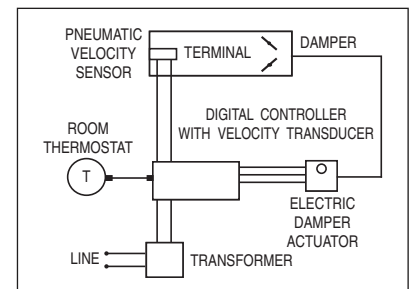 PNEUMATIC
VELOCITY
SENSOR
TERMINAL
DAMPER
DIGITAL CONTROLLER
WITH VELOCITY TRANSDUCER
ROOM
THERMOSTAT
T
ELECTRIC
DAMPER
ACTUATOR
LINE
TRANSFORMER